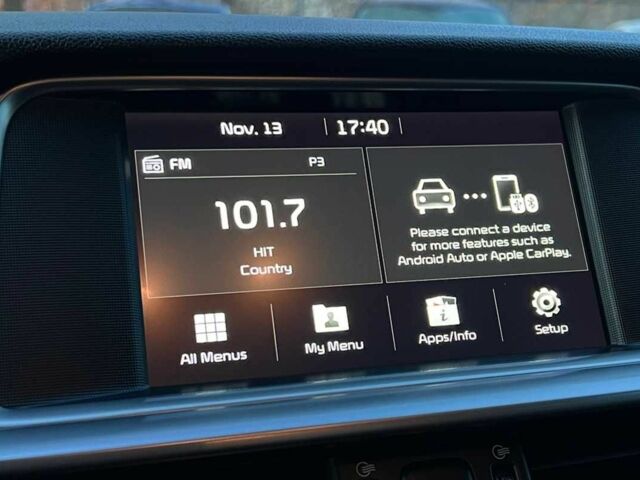 Nov. 13 17:40
FM P3
101.7
HIT
Country
Please connect a device
for more features such as
Android Auto or Apple CarPlay.
All Menus
My Menu
Apps/Info
Setup